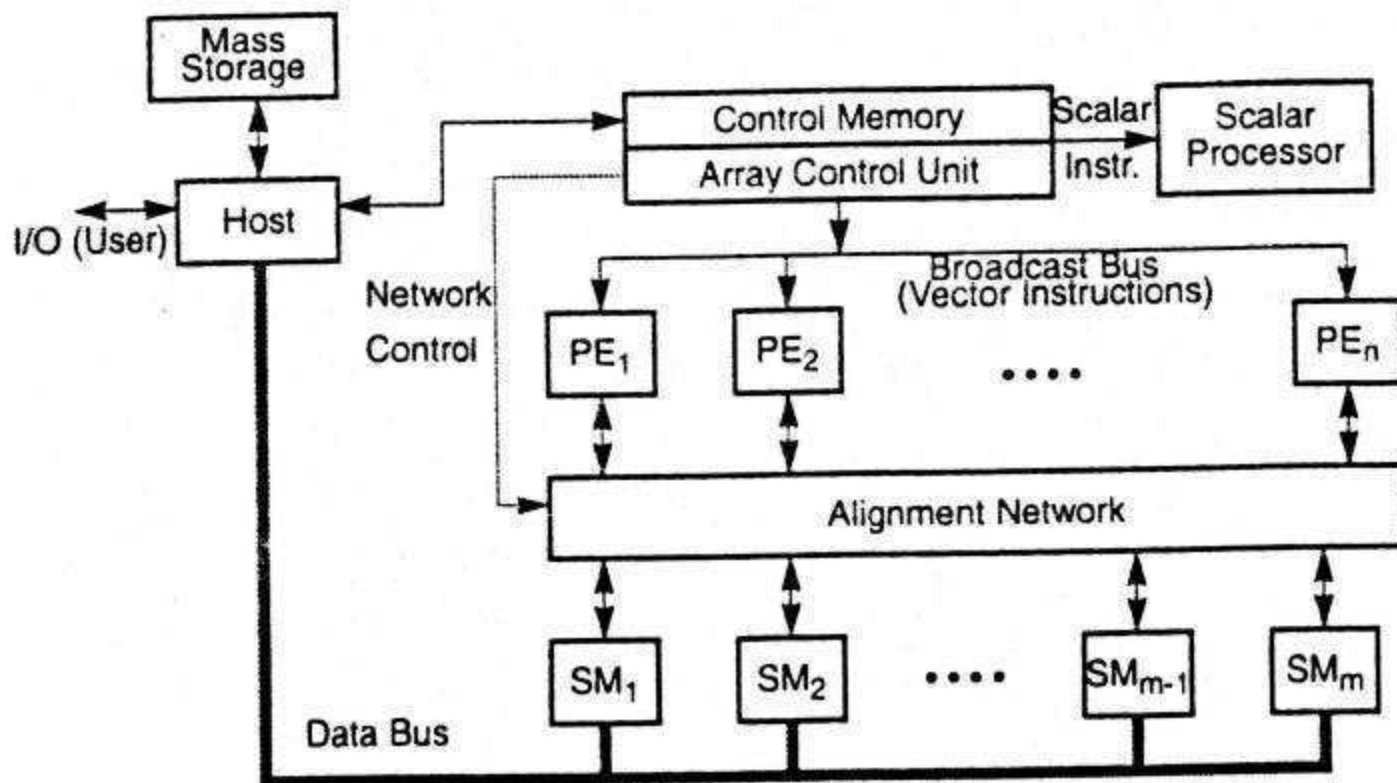 Mass
Storage
Control Memory
Scalar
Scalar
Processor
Array Control Unit
Instr.
Host
I/O (User)
Broadcast Bus
(Vector Instructions)
Network
Control
PE₁
PE₂
••••
PEₙ
Alignment Network
SM₁
SM₂
••••
SMₘ₋₁
SMₘ
Data Bus